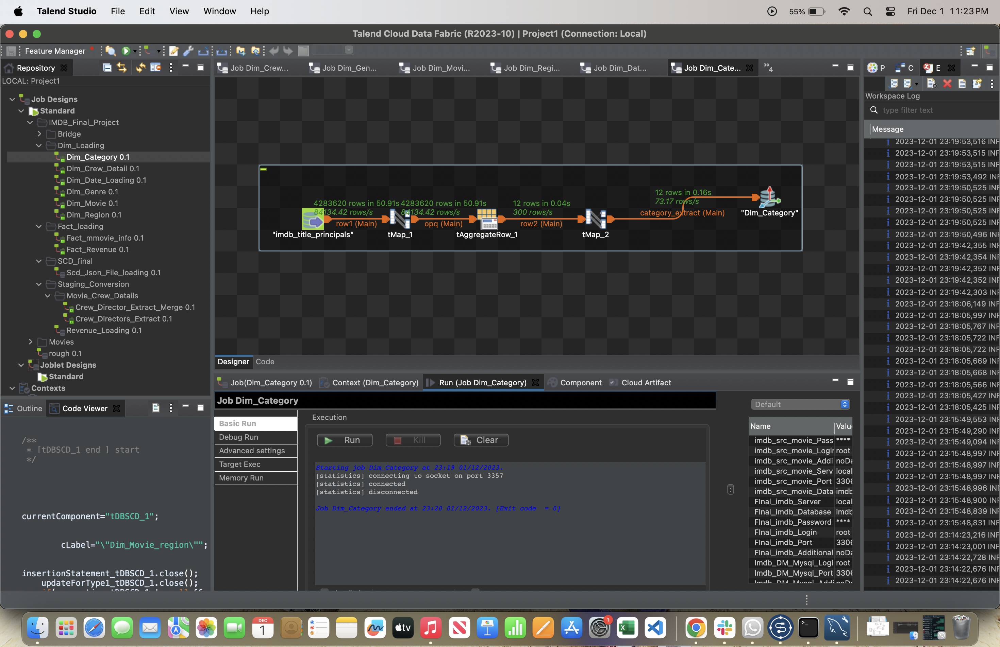 Talend Studio File Edit View Window Help 55% Fri Dec 1 11:23 PM
Talend Cloud Data Fabric (R2023-10) | Project1 (Connection: Local)
Feature Manager
Repository
LOCAL: Project1
Job Designs
Standard
IMDB_Final_Project
Bridge
Dim_Loading
Dim_Category 0.1
Dim_Crew_Detail 0.1
Dim_Date_Loading 0.1
Dim_Genre 0.1
Dim_Movie 0.1
Dim_Region 0.1
Fact_loading
Fact_mmovie_info 0.1
Fact_Revenue 0.1
SCD_final
Scd_Json_File_loading 0.1
Staging_Conversion
Movie_Crew_Details
Crew_Director_Extract_Merge 0.1
Crew_Directors_Extract 0.1
Revenue_Loading 0.1
Movies
rough 0.1
Joblet Designs
Standard
Contexts
Outline Code Viewer
/**
* [tDBSCD_1 end ] start
*/
currentComponent="tDBSCD_1";
cLabel="\"Dim_Movie_region\"";
insertionStatement_tDBSCD_1.close();
updateForType1_tDBSCD_1.close();
Job Dim_Crew... Job Dim_Gen... Job Dim_Movi... Job Dim_Regi... Job Dim_Dat... Job Dim_Cate... »4
4283620 rows in 50.91s 4283620 rows in 50.91s 12 rows in 0.04s 12 rows in 0.16s
84134.42 rows/s 84134.42 rows/s 300 rows/s 73.17 rows/s
row1 (Main) opq (Main) row2 (Main) category_extract (Main)
"imdb_title_principals" tMap_1 tAggregateRow_1 tMap_2 "Dim_Category"
Designer Code
Job(Dim_Category 0.1) Context (Dim_Category) Run (Job Dim_Category) Component Cloud Artifact
Job Dim_Category
Basic Run
Debug Run
Advanced settings
Target Exec
Memory Run
Execution
Run Kill Clear
Starting job Dim_Category at 23:19 01/12/2023.
[statistics] connecting to socket on port 3357
[statistics] connected
[statistics] disconnected
Job Dim_Category ended at 23:20 01/12/2023. [Exit code  = 0]
Default
Name Value
imdb_src_movie_Pass ****
imdb_src_movie_Login root
imdb_src_movie_Addi noDa
imdb_src_movie_Serv local
imdb_src_movie_Port 3306
imdb_src_movie_Data imdb
FInal_imdb_Server local
FInal_imdb_Database imdb
FInal_imdb_Password ****
FInal_imdb_Login root
FInal_imdb_Port 3306
FInal_imdb_Additional noDa
Imdb_DM_Mysql_Logi root
Imdb_DM_Mysql_Port 3306
Imdb_DM_Mysql_Addi noDa
P C E
Workspace Log
type filter text
Message
2023-12-01 23:19:53,516 INF
2023-12-01 23:19:53,515 INF
2023-12-01 23:19:53,515 INF
2023-12-01 23:19:53,492 INF
2023-12-01 23:19:50,525 INF
2023-12-01 23:19:50,525 INF
2023-12-01 23:19:50,525 INF
2023-12-01 23:19:50,525 INF
2023-12-01 23:19:50,496 INF
2023-12-01 23:19:42,355 INF
2023-12-01 23:19:42,354 INF
2023-12-01 23:19:42,352 INF
2023-12-01 23:19:42,352 INF
2023-12-01 23:19:42,303 INF
2023-12-01 23:18:06,149 INF
2023-12-01 23:18:05,997 INF
2023-12-01 23:18:05,767 INF
2023-12-01 23:18:05,722 INF
2023-12-01 23:18:05,722 INF
2023-12-01 23:18:05,669 INF
2023-12-01 23:18:05,668 INF
2023-12-01 23:18:05,566 INF
2023-12-01 23:18:05,427 INF
2023-12-01 23:18:05,425 INF
2023-12-01 23:15:49,553 INF
2023-12-01 23:15:49,290 INF
2023-12-01 23:15:49,094 INF
2023-12-01 23:15:48,997 INF
2023-12-01 23:15:48,997 INF
2023-12-01 23:15:48,997 INF
2023-12-01 23:15:48,996 INF
2023-12-01 23:15:48,900 INF
2023-12-01 23:15:48,839 INF
2023-12-01 23:15:48,831 INF
2023-12-01 23:14:23,216 INF
2023-12-01 23:14:23,001 INF
2023-12-01 23:14:22,728 INF
2023-12-01 23:14:22,676 INF
2023-12-01 23:14:22,676 INF
DEC
1
tv
1